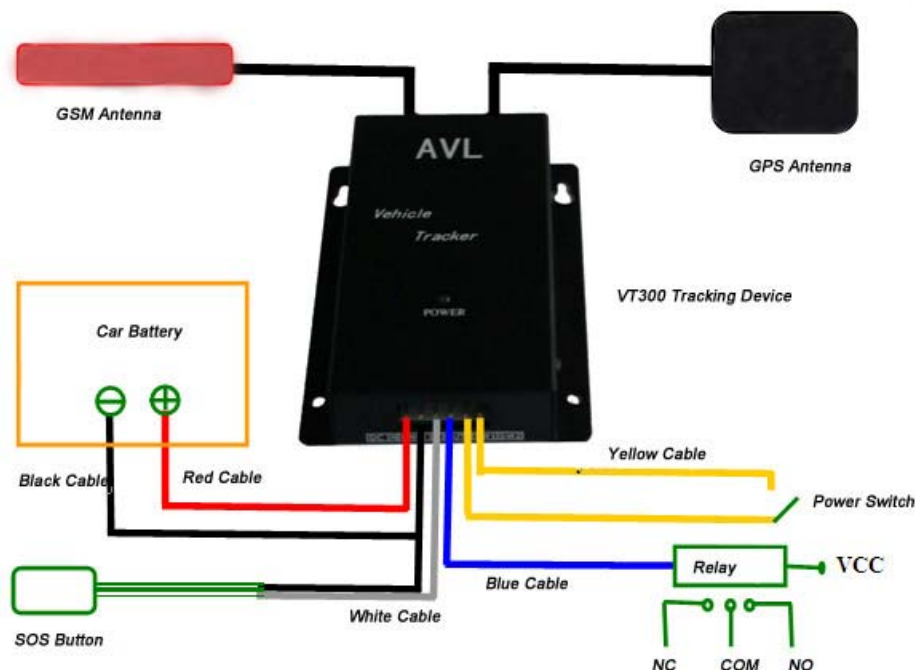 GSM Antenna
GPS Antenna
AVL
Vehicle
Tracker
POWER
VT300 Tracking Device
Car Battery
Black Cable
Red Cable
Yellow Cable
Power Switch
Relay
VCC
Blue Cable
White Cable
SOS Button
NC
COM
NO